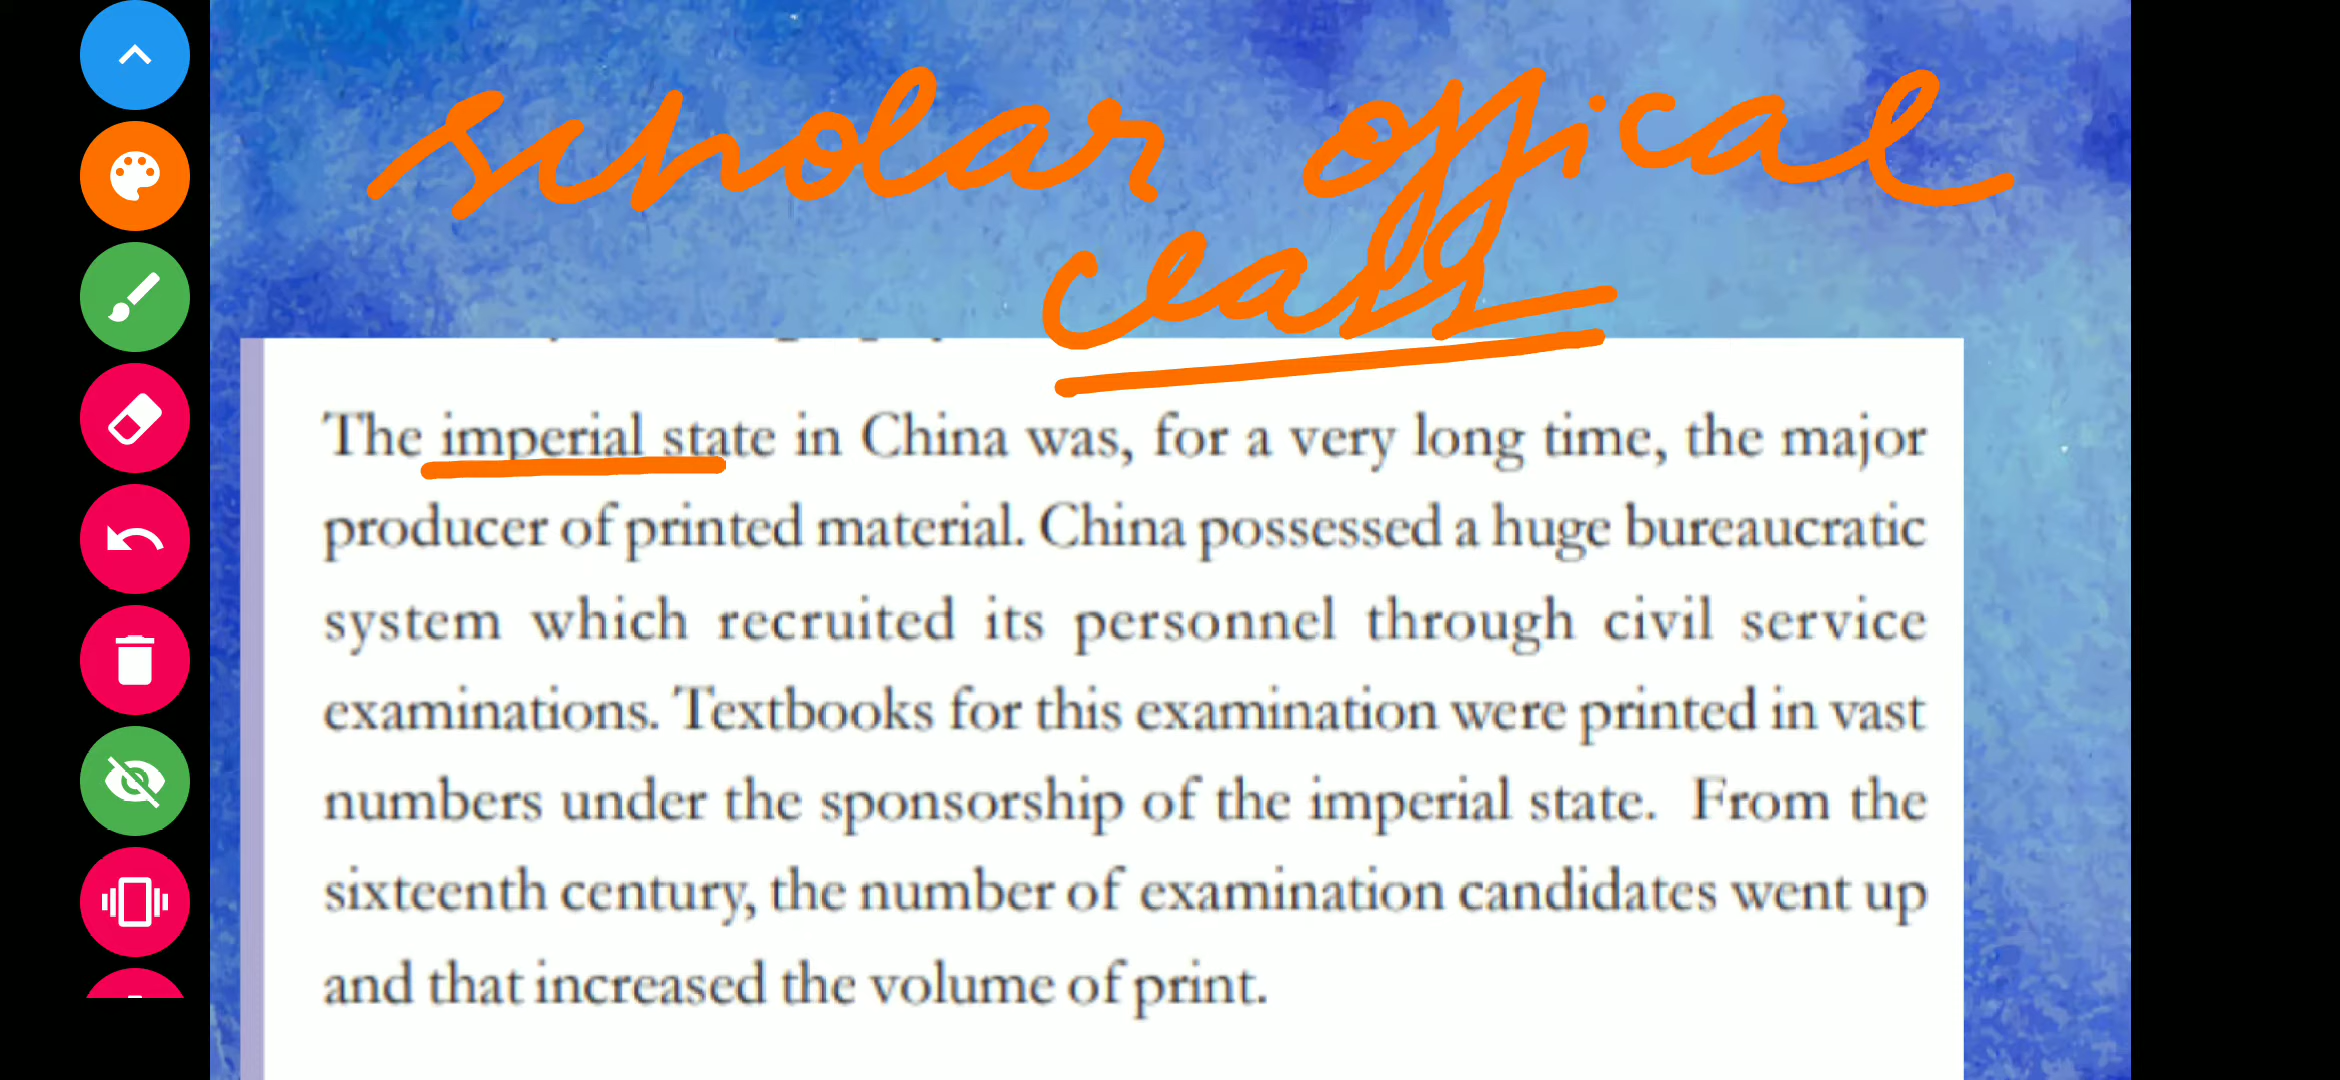 scholar offical
class
The imperial state in China was, for a very long time, the major
producer of printed material. China possessed a huge bureaucratic
system which recruited its personnel through civil service
examinations. Textbooks for this examination were printed in vast
numbers under the sponsorship of the imperial state. From the
sixteenth century, the number of examination candidates went up
and that increased the volume of print.